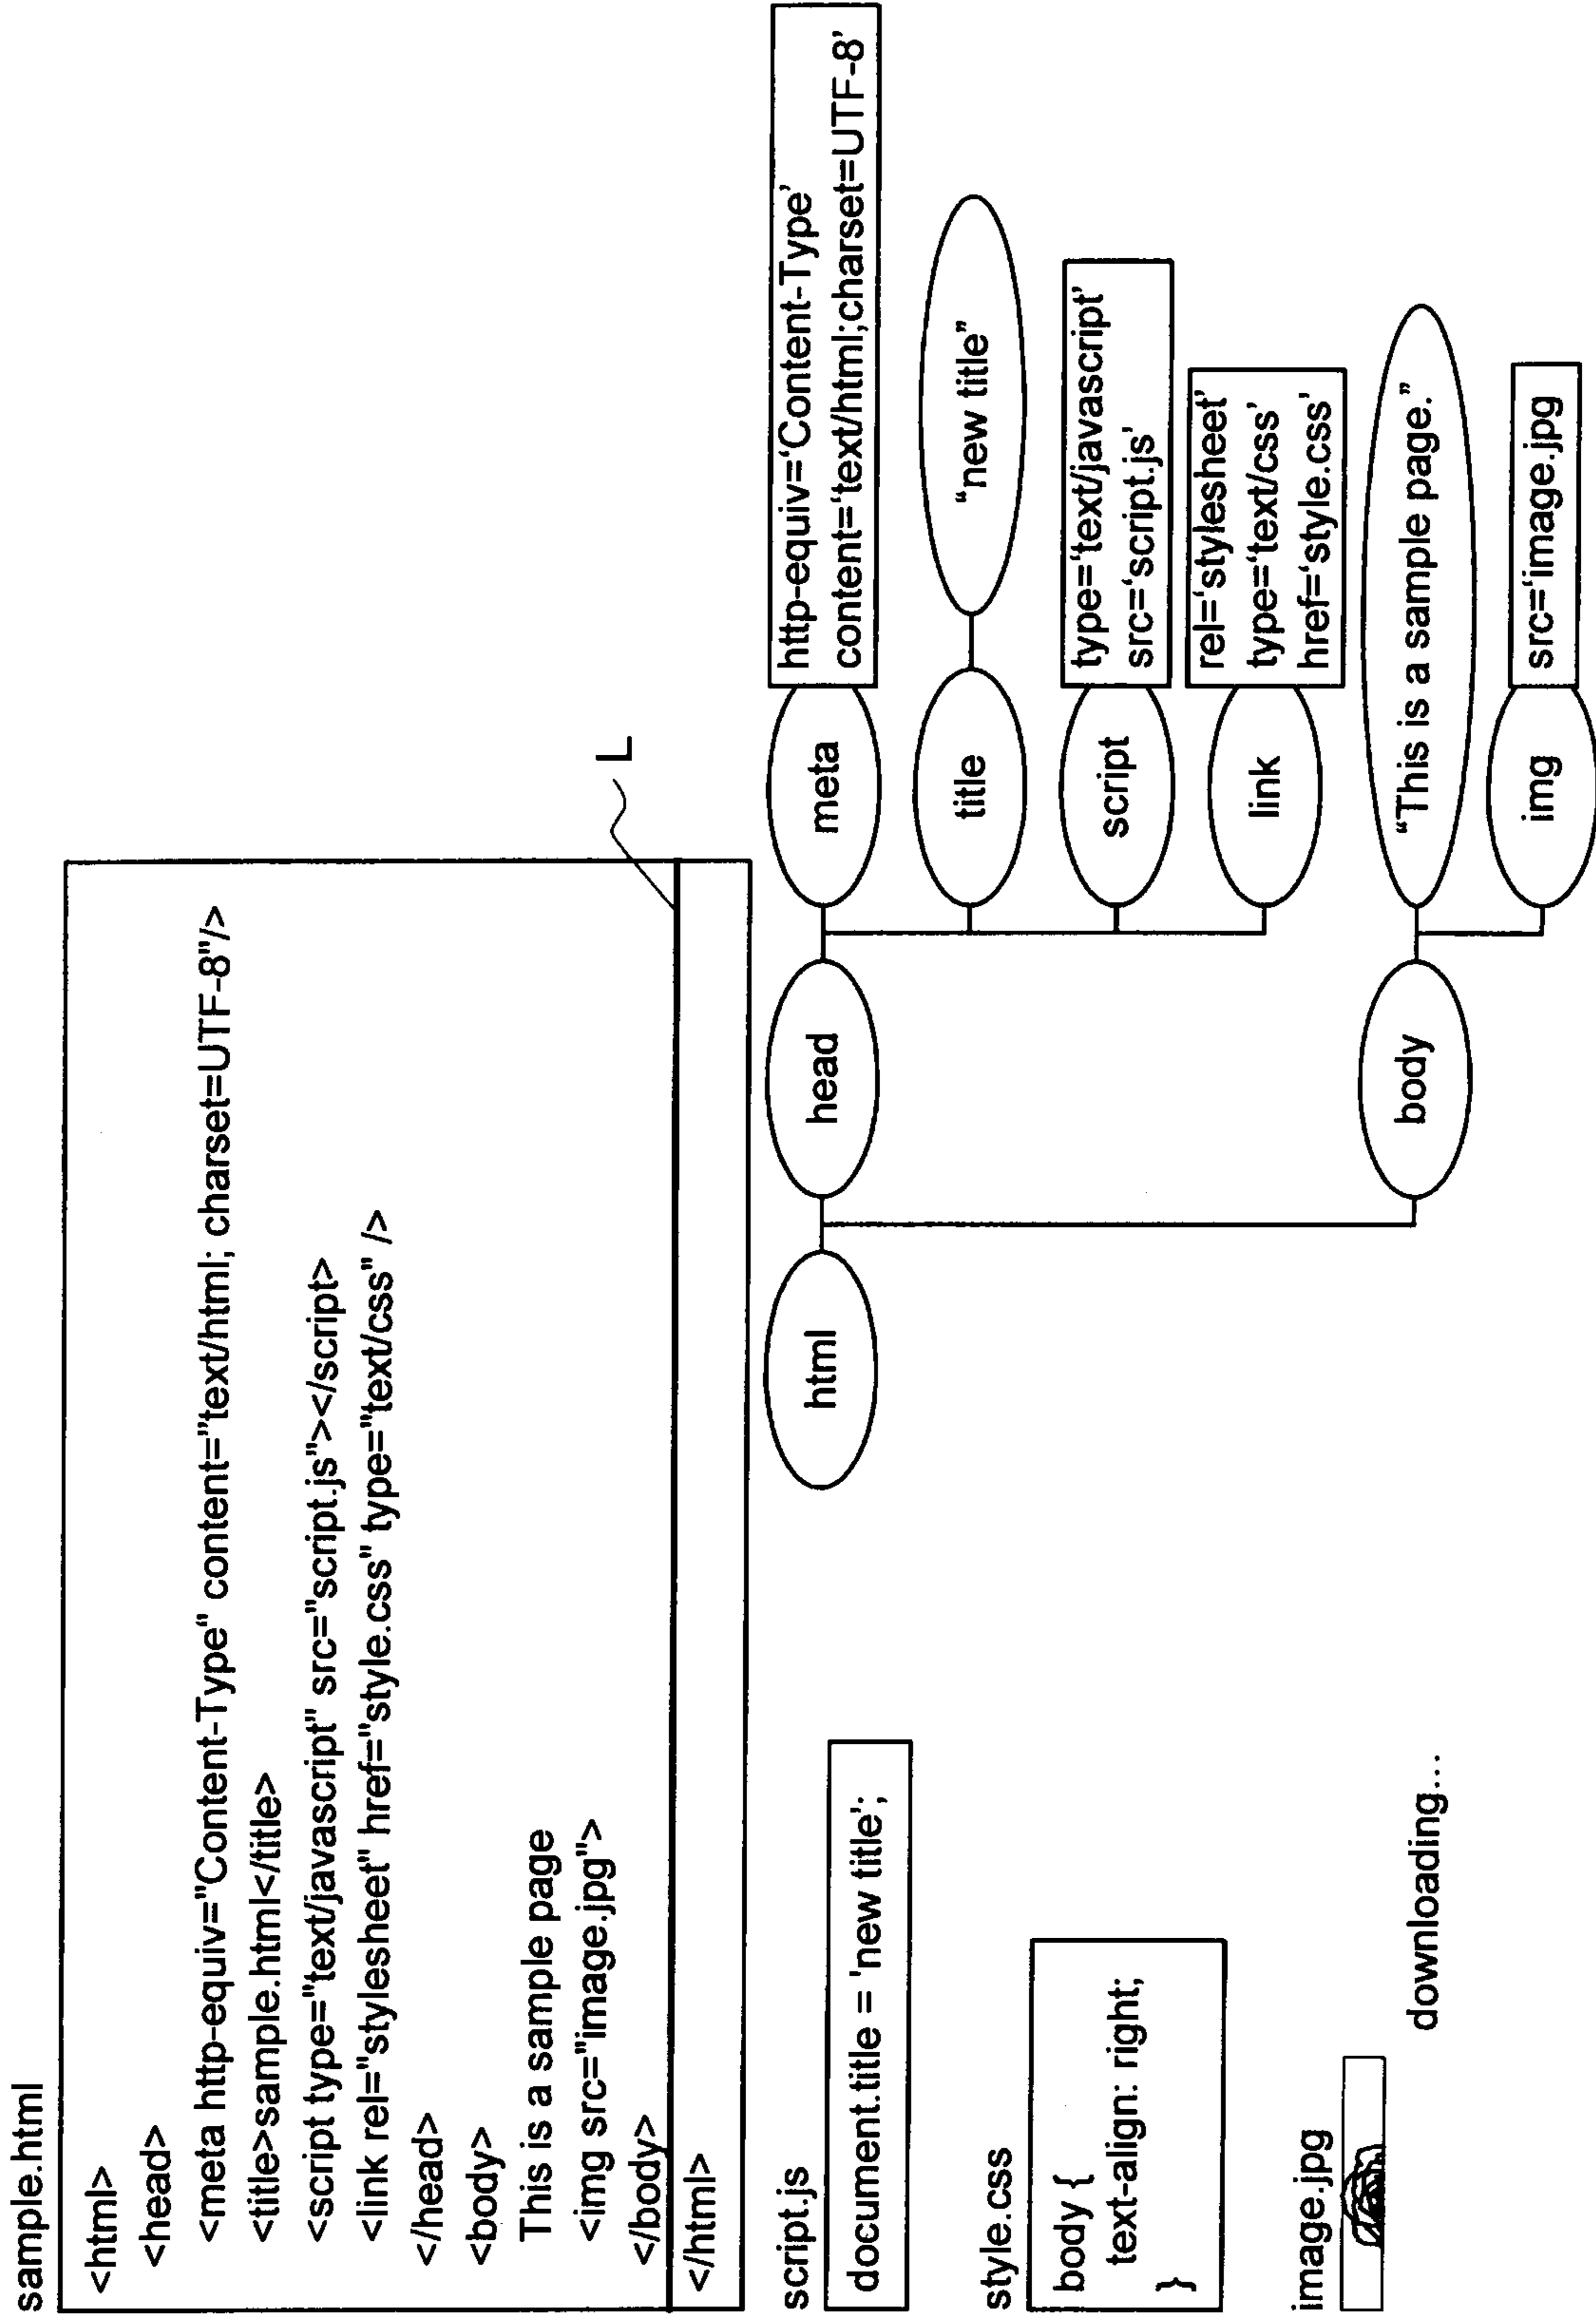 sample.html
<html>
<head>
<meta http-equiv="Content-Type" content="text/html; charset=UTF-8"/>
<title>sample.html</title>
<script type="text/javascript" src="script.js"></script>
<link rel="stylesheet" href="style.css" type="text/css" />
</head>
<body>
This is a sample page
<img src="image.jpg">
</body>
</html>
L
script.js
document.title = 'new title';
style.css
body {
text-align: right;
}
image.jpg
downloading...
html
head
meta
http-equiv=‘Content-Type’
content=‘text/html;charset=UTF-8’
title
“new title”
script
type=‘text/javascript’
src=‘script.js’
link
rel=‘stylesheet’
type=‘text/css’
href=‘style.css’
body
“This is a sample page.”
img
src=‘image.jpg